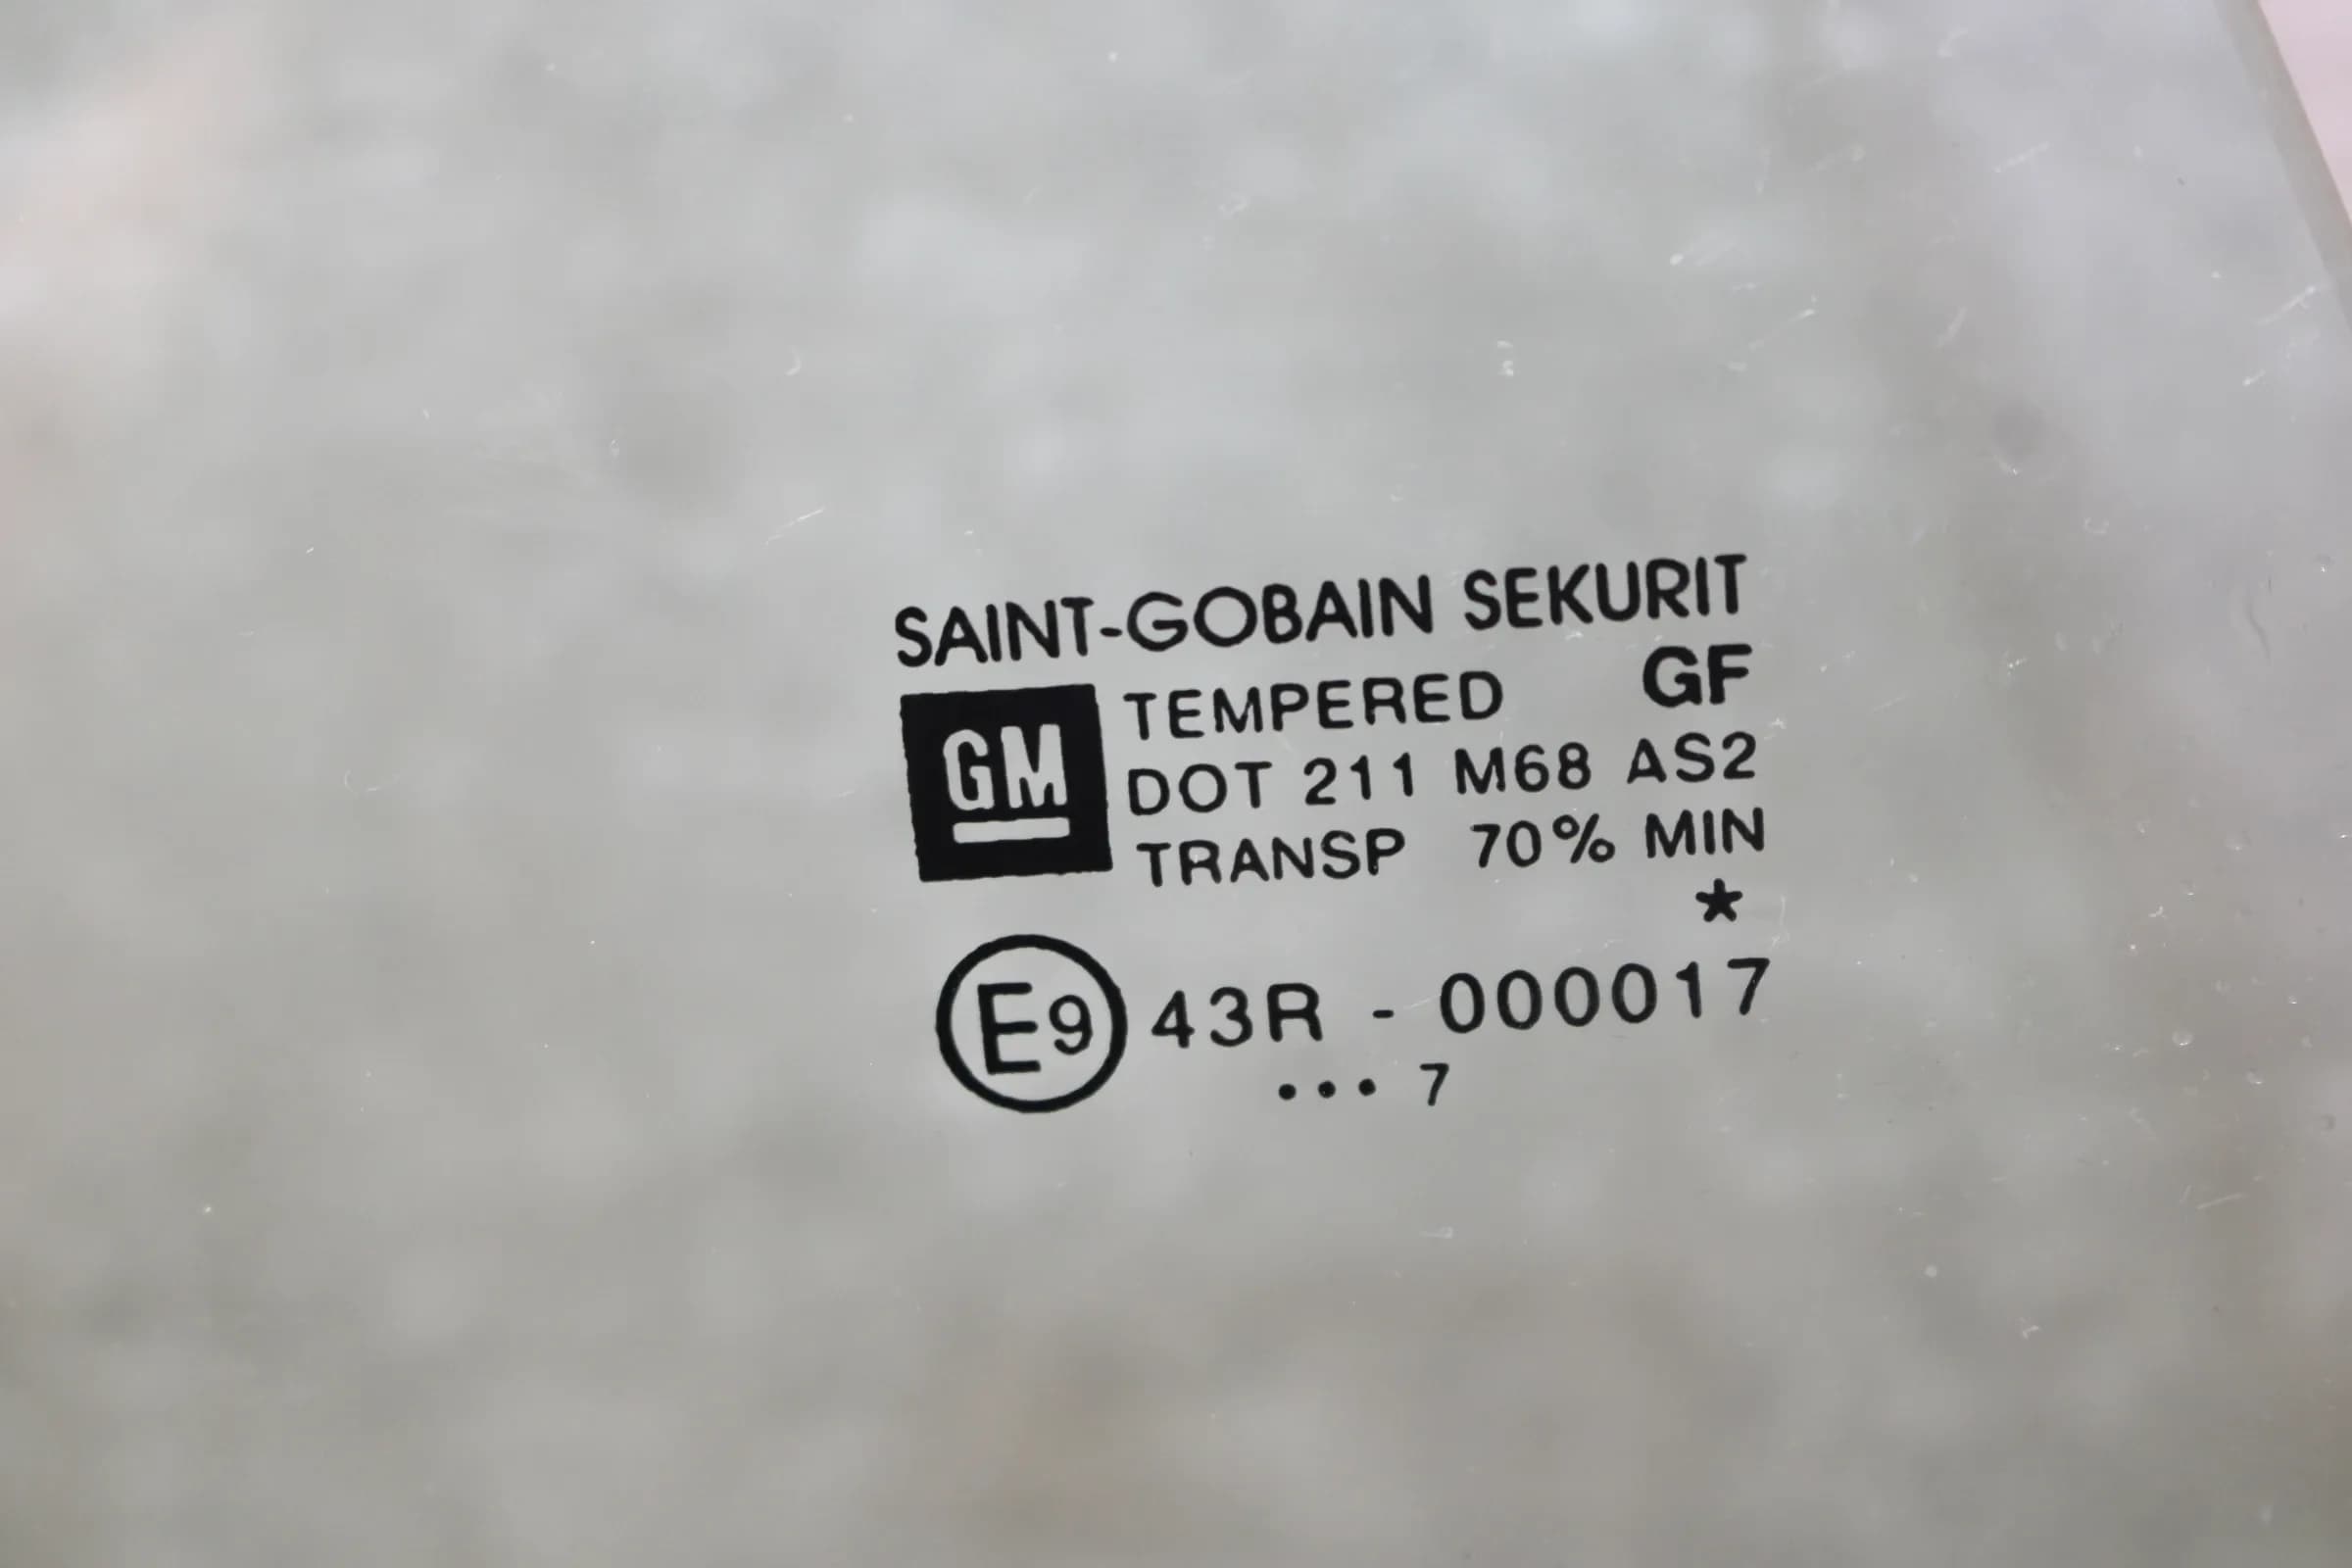 SAINT-GOBAIN SEKURIT
GM TEMPERED GF
DOT 211 M68 AS2
TRANSP 70% MIN
*
E9 43R - 000017
••• 7